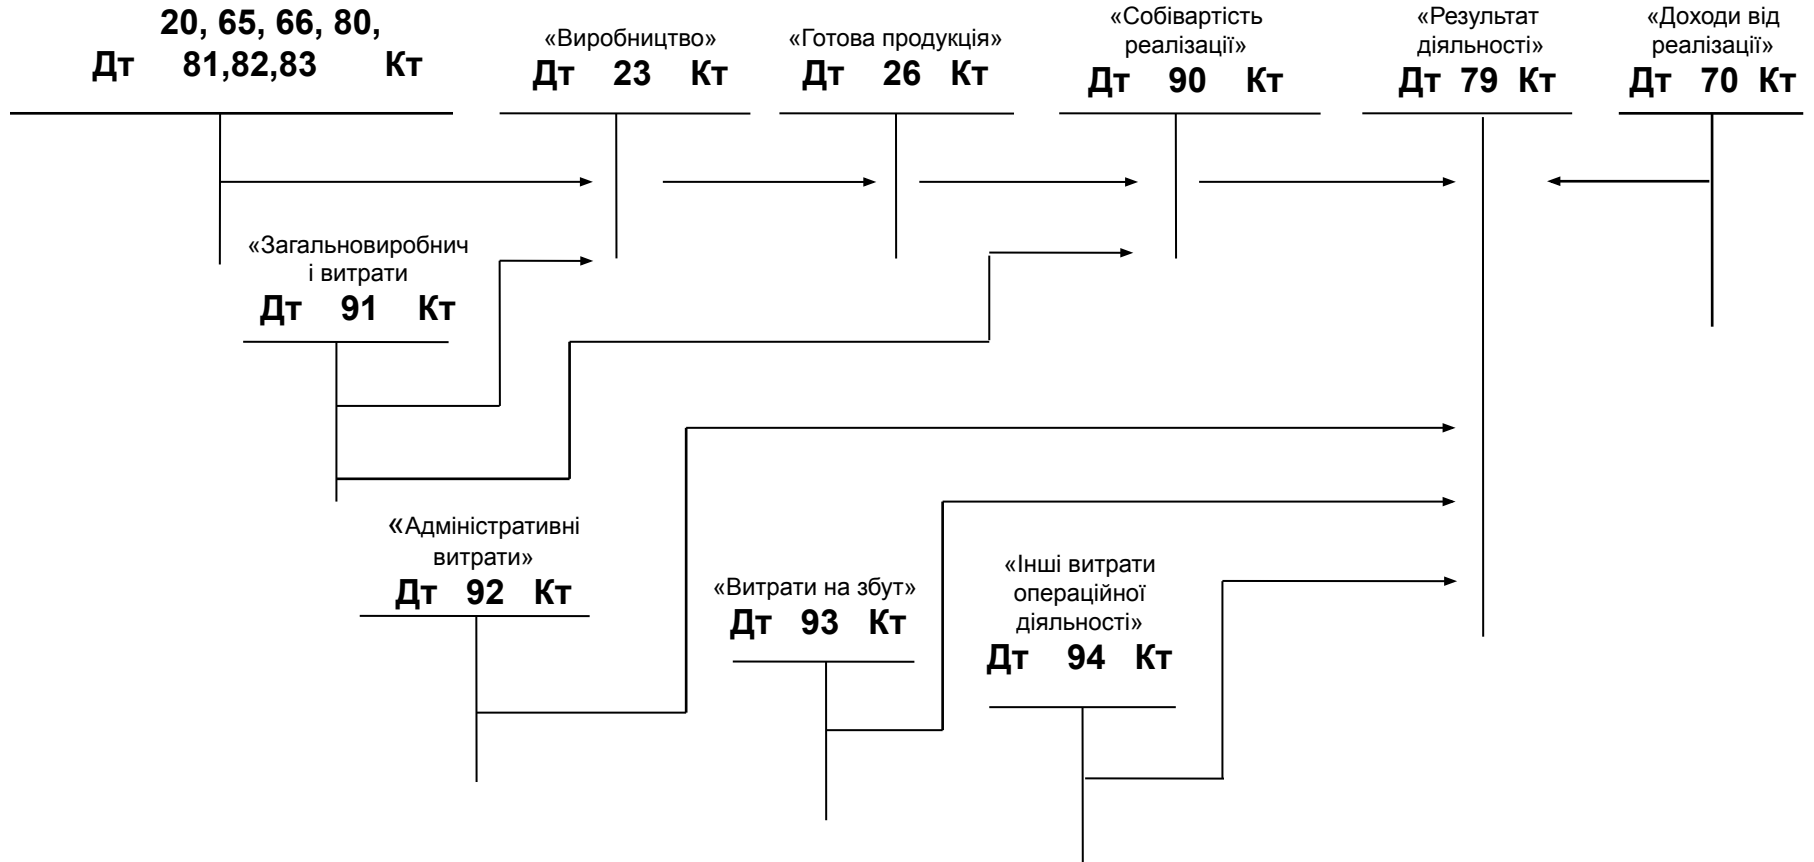 20, 65, 66, 80,
Дт 81,82,83 Кт
«Виробництво»
Дт 23 Кт
«Готова продукція»
Дт 26 Кт
«Собівартість
реалізації»
Дт 90 Кт
«Результат
діяльності»
Дт 79 Кт
«Доходи від
реалізації»
Дт 70 Кт
«Загальновиробнич
і витрати
Дт 91 Кт
«Адміністративні
витрати»
Дт 92 Кт
«Витрати на збут»
Дт 93 Кт
«Інші витрати
операційної
діяльності»
Дт 94 Кт